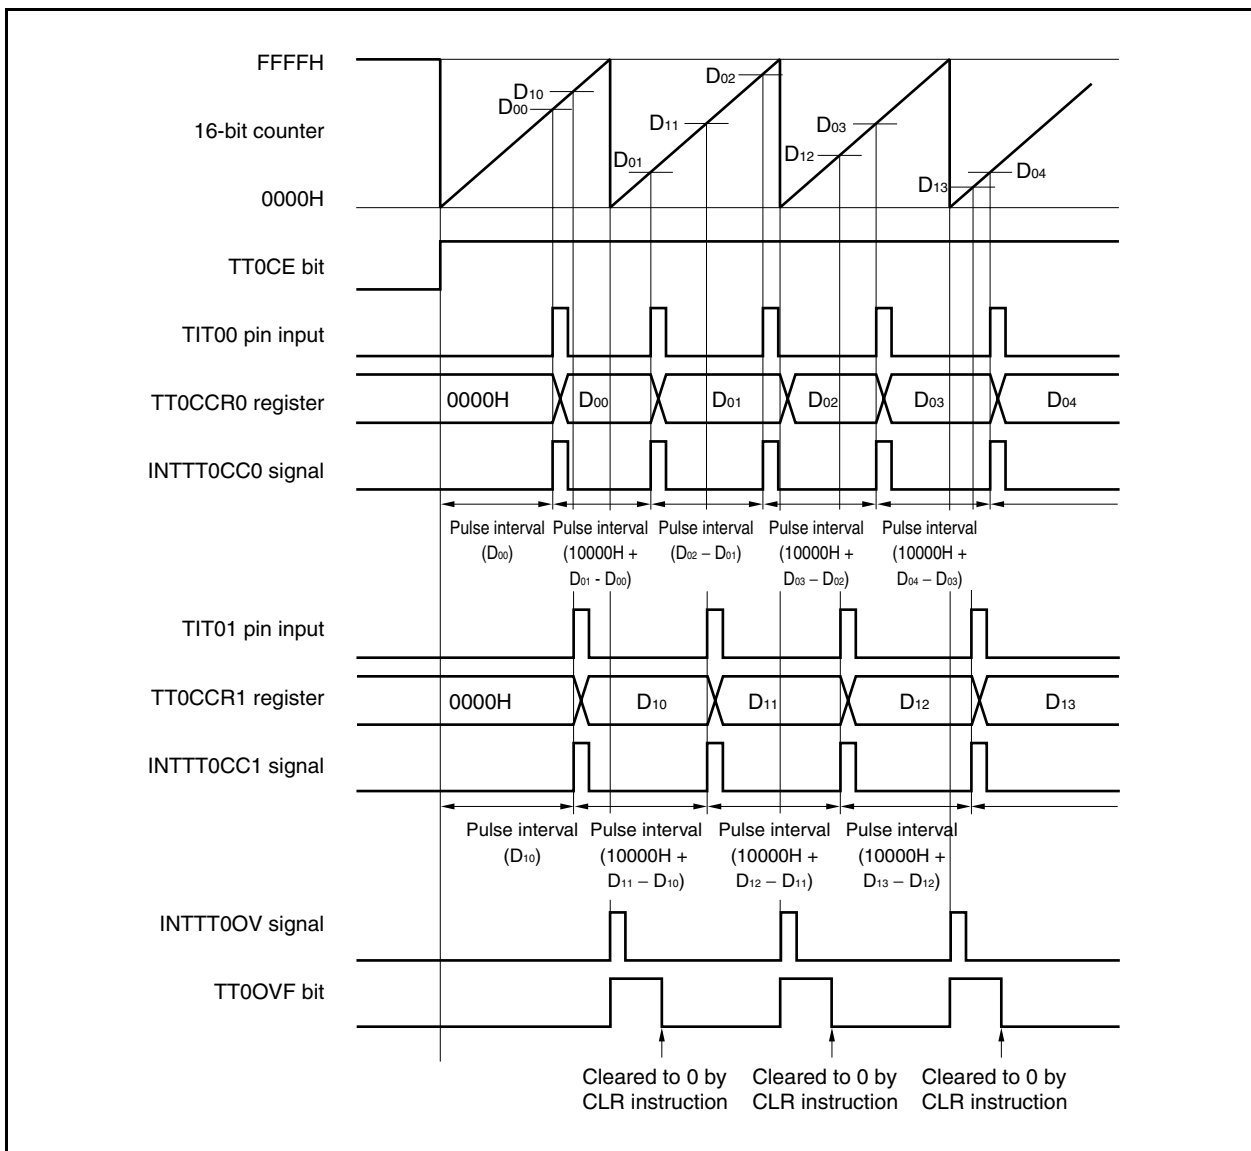 FFFFH
D10
D00
D02
16-bit counter
D11
D03
D12
D01
D04
D13
0000H
TT0CE bit
TIT00 pin input
TT0CCR0 register
0000H D00 D01 D02 D03 D04
INTTT0CC0 signal
Pulse interval
(D00)
Pulse interval
(10000H +
D01 - D00)
Pulse interval
(D02 – D01)
Pulse interval
(10000H +
D03 – D02)
Pulse interval
(10000H +
D04 – D03)
TIT01 pin input
TT0CCR1 register
0000H D10 D11 D12 D13
INTTT0CC1 signal
Pulse interval
(D10)
Pulse interval
(10000H +
D11 – D10)
Pulse interval
(10000H +
D12 – D11)
Pulse interval
(10000H +
D13 – D12)
INTTT0OV signal
TT0OVF bit
Cleared to 0 by
CLR instruction
Cleared to 0 by
CLR instruction
Cleared to 0 by
CLR instruction